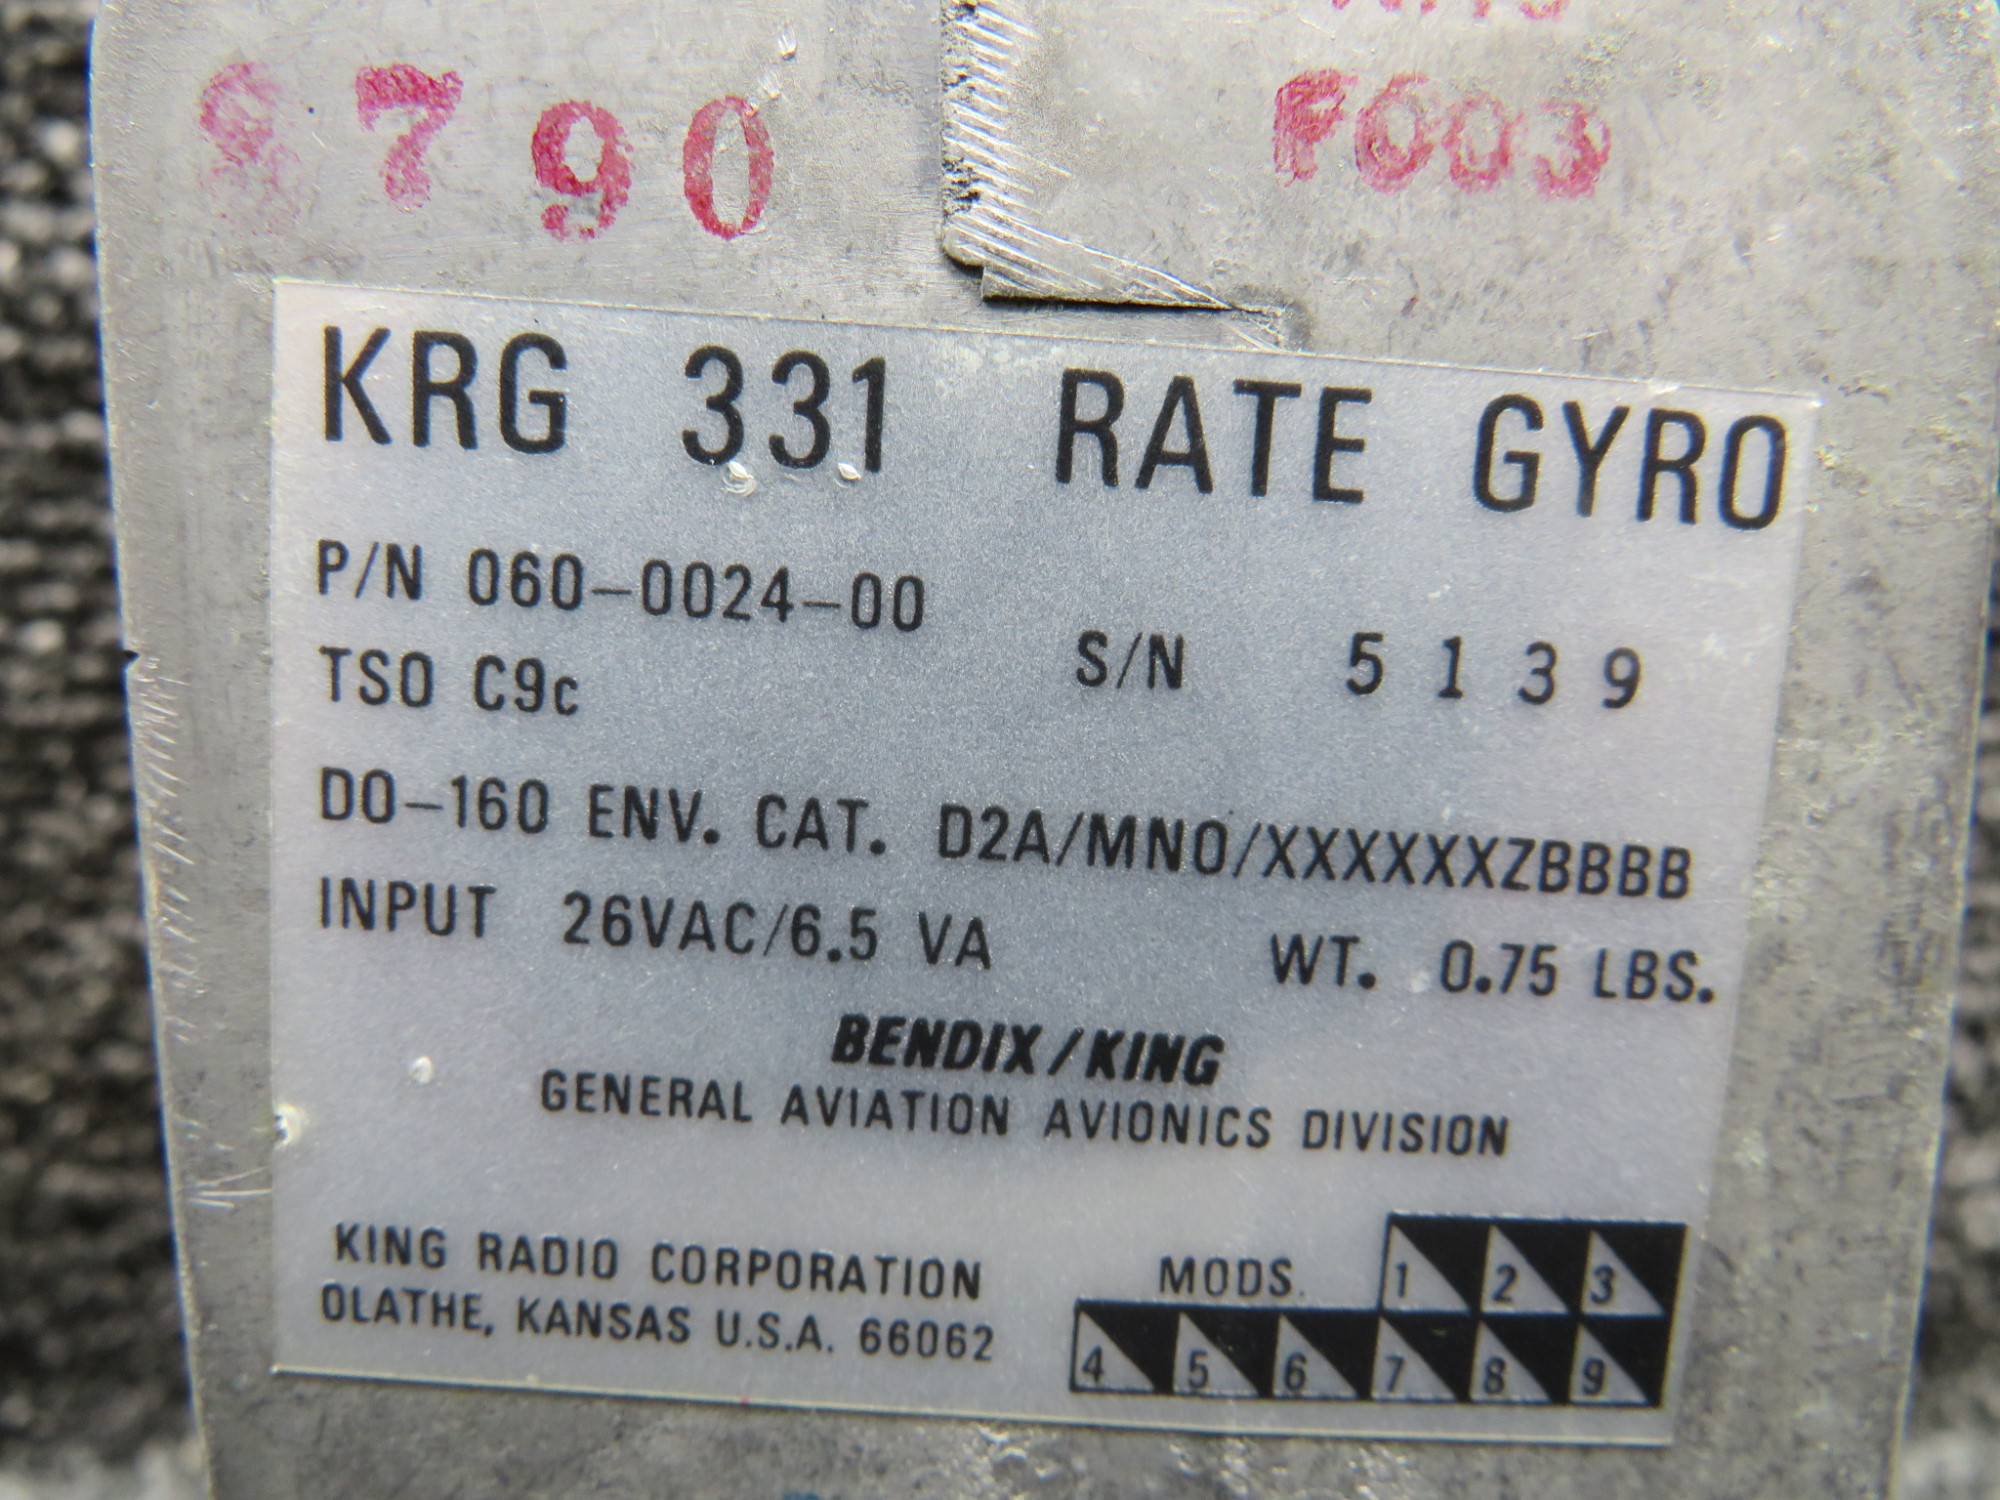 8790
F003
KRG 331 RATE GYRO
P/N 060-0024-00
S/N 5139
TSO C9c
DO-160 ENV. CAT. D2A/MNO/XXXXXXZBBBB
INPUT 26VAC/6.5 VA WT. 0.75 LBS.
BENDIX/KING
GENERAL AVIATION AVIONICS DIVISION
KING RADIO CORPORATION
OLATHE, KANSAS U.S.A. 66062
MODS. 1 2 3
4 5 6 7 8 9